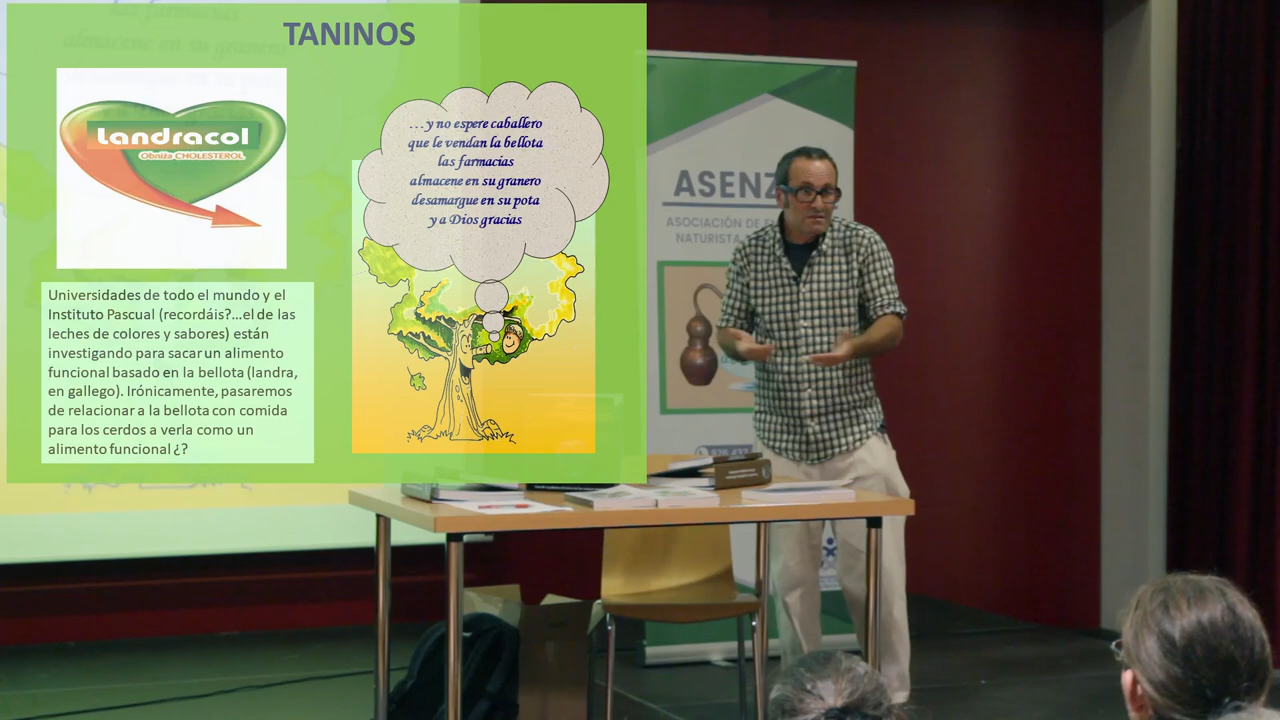 TANINOS
Landracol
Obniża CHOLESTEROL
...y no espere caballero
que le vendan la bellota
las farmacias
almacene en su granero
desamargue en su pota
y a Dios gracias
Universidades de todo el mundo y el
Instituto Pascual (recordáis?...el de las
leches de colores y sabores) están
investigando para sacar un alimento
funcional basado en la bellota (landra,
en gallego). Irónicamente, pasaremos
de relacionar a la bellota con comida
para los cerdos a verla como un
alimento funcional ¿?
ASENZ
ASOCIACIÓN DE
NATURISTA